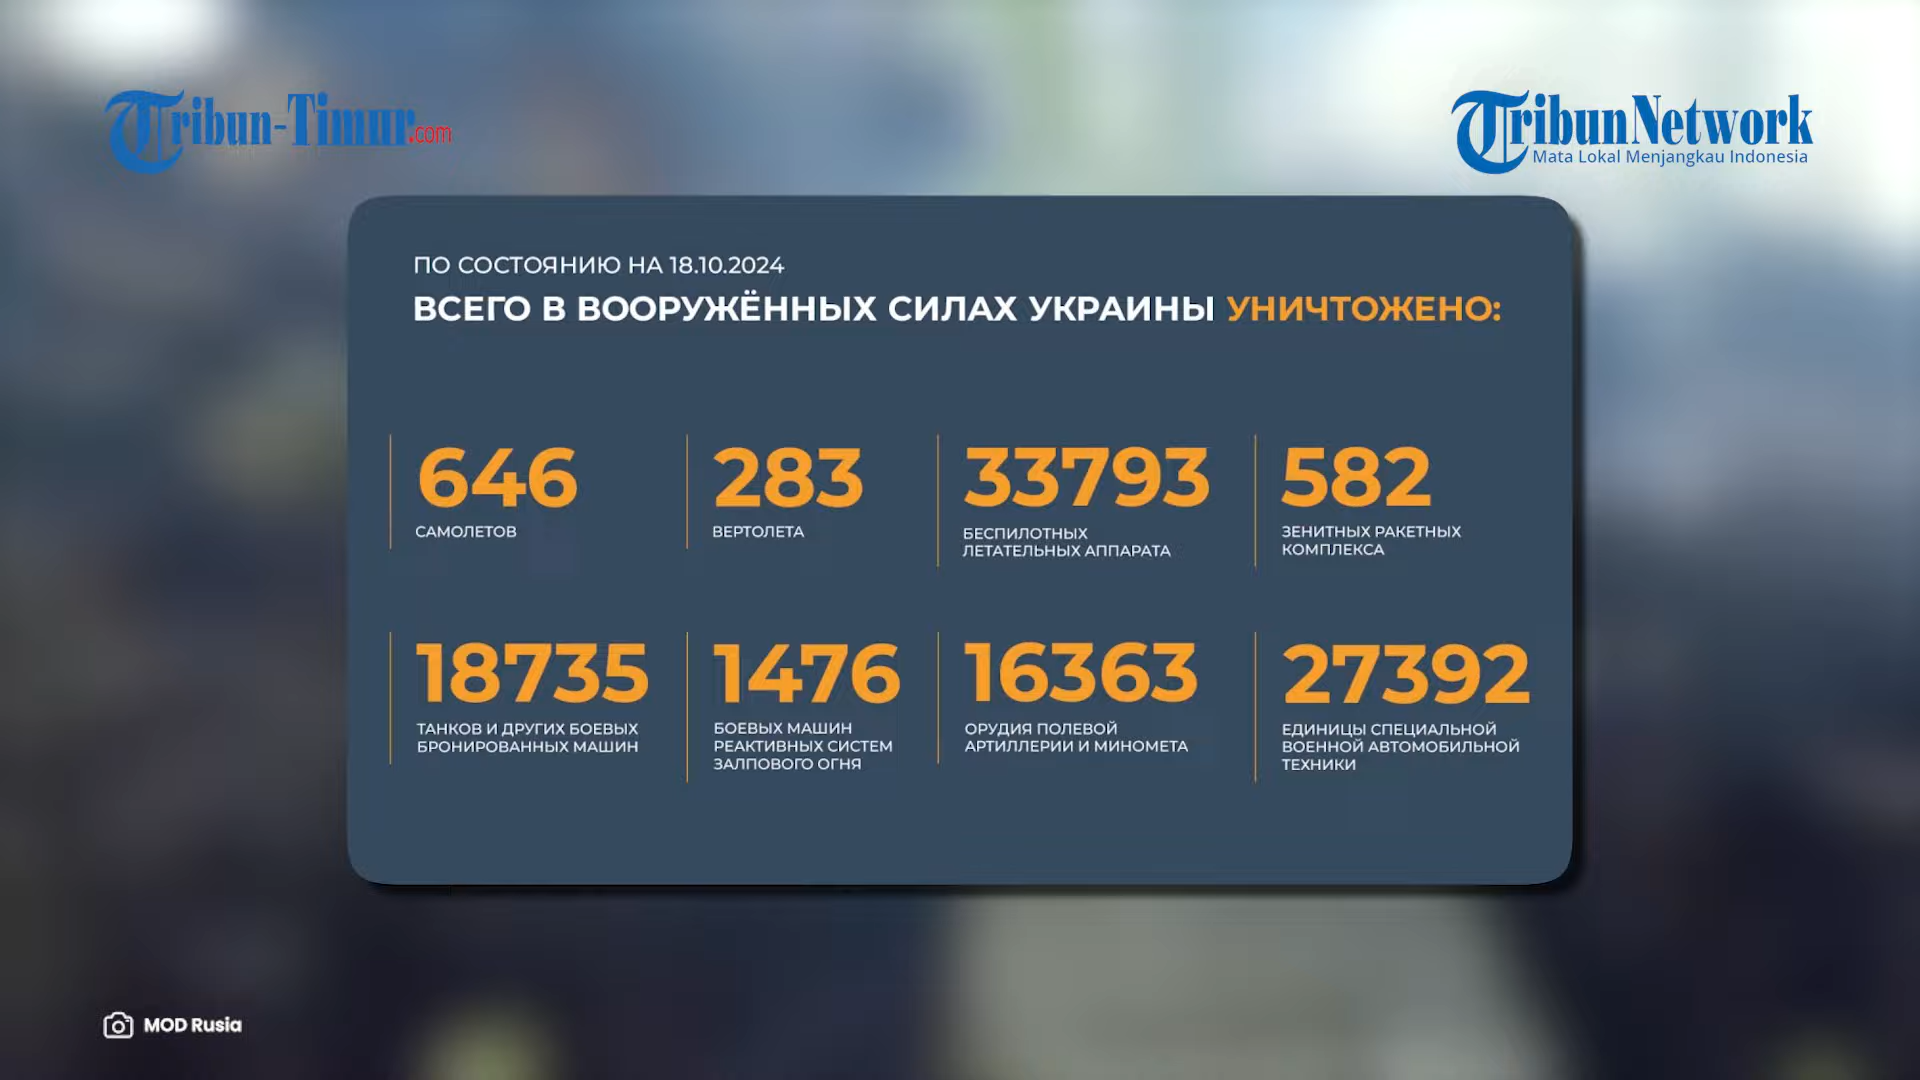 Tribun-Timur.com
TribunNetwork
Mata Lokal Menjangkau Indonesia
ПО СОСТОЯНИЮ НА 18.10.2024
ВСЕГО В ВООРУЖЁННЫХ СИЛАХ УКРАИНЫ УНИЧТОЖЕНО:
646
САМОЛЕТОВ
283
ВЕРТОЛЕТА
33793
БЕСПИЛОТНЫХ
ЛЕТАТЕЛЬНЫХ АППАРАТА
582
ЗЕНИТНЫХ РАКЕТНЫХ
КОМПЛЕКСА
18735
ТАНКОВ И ДРУГИХ БОЕВЫХ
БРОНИРОВАННЫХ МАШИН
1476
БОЕВЫХ МАШИН
РЕАКТИВНЫХ СИСТЕМ
ЗАЛПОВОГО ОГНЯ
16363
ОРУДИЯ ПОЛЕВОЙ
АРТИЛЛЕРИИ И МИНОМЕТА
27392
ЕДИНИЦЫ СПЕЦИАЛЬНОЙ
ВОЕННОЙ АВТОМОБИЛЬНОЙ
ТЕХНИКИ
MOD Rusia